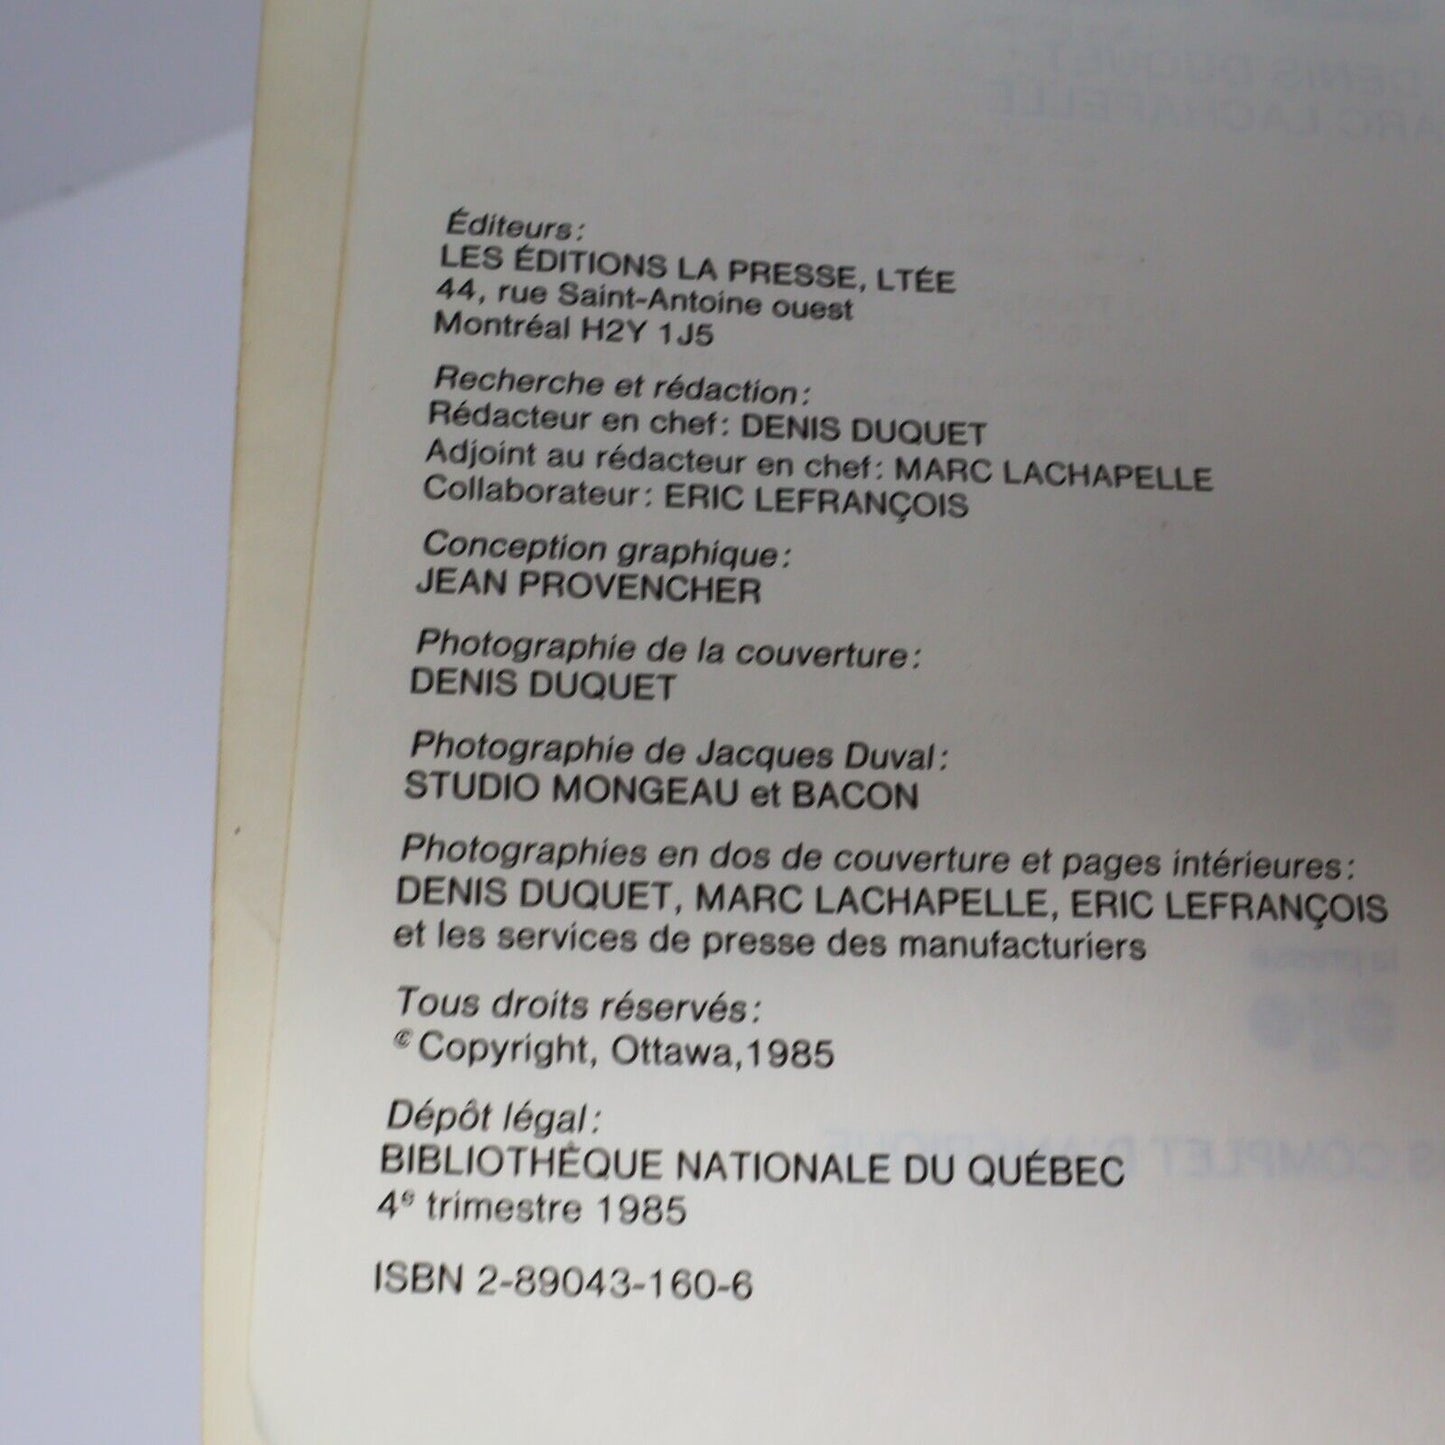 Éditeurs:
LES ÉDITIONS LA PRESSE, LTÉE
44, rue Saint-Antoine ouest
Montréal H2Y 1J5
Recherche et rédaction:
Rédacteur en chef: DENIS DUQUET
Adjoint au rédacteur en chef: MARC LACHAPELLE
Collaborateur: ERIC LEFRANÇOIS
Conception graphique:
JEAN PROVENCHER
Photographie de la couverture:
DENIS DUQUET
Photographie de Jacques Duval:
STUDIO MONGEAU et BACON
Photographies en dos de couverture et pages intérieures:
DENIS DUQUET, MARC LACHAPELLE, ERIC LEFRANÇOIS
et les services de presse des manufacturiers
Tous droits réservés:
© Copyright, Ottawa, 1985
Dépôt légal:
BIBLIOTHÈQUE NATIONALE DU QUÉBEC
4e trimestre 1985
ISBN 2-89043-160-6